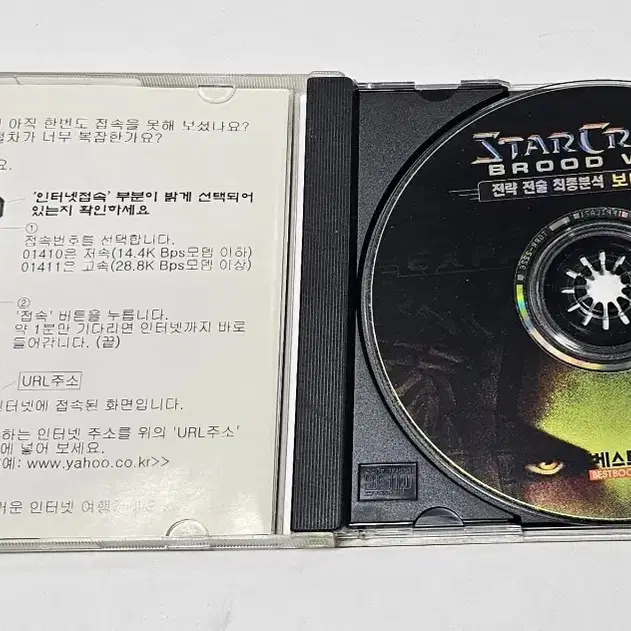 아직 한번도 접속을 못해 보셨나요?
절차가 너무 복잡한가요?
요.
'인터넷접속' 부분이 밝게 선택되어
있는지 확인하세요
①
접속번호를 선택합니다.
01410은 저속(14.4K Bps모뎀 이하)
01411은 고속(28.8K Bps모뎀 이상)
②
'접속' 버튼을 누릅니다.
약 1분만 기다리면 인터넷까지 바로
들어갑니다. (끝)
URL주소
인터넷에 접속된 화면입니다.
하는 인터넷 주소를 위의 'URL주소'
에 넣어 보세요.
예: www.yahoo.co.kr>>
거운 인터넷 여행
STARCR
BROOD W
전략 전술 최종분석 보
베스트
BESTBOO